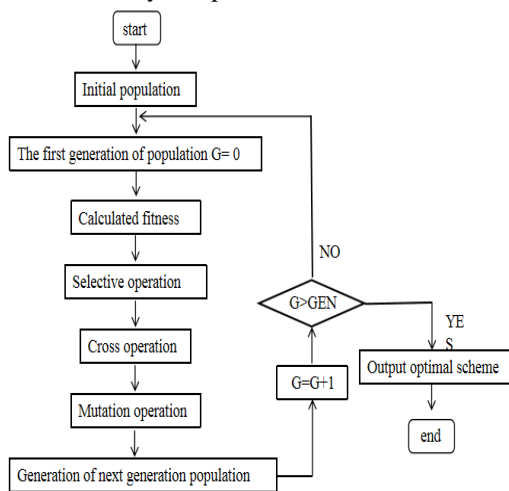 start
Initial population
The first generation of population G= 0
Calculated fitness
Selective operation
Cross operation
Mutation operation
Generation of next generation population
G=G+1
G>GEN
NO
YE
S
Output optimal scheme
end